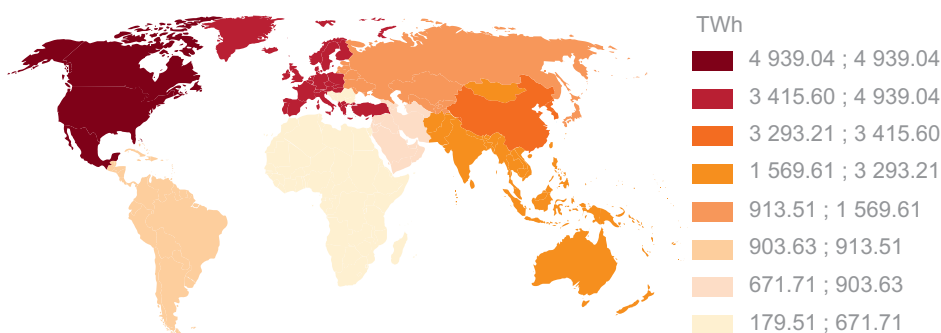 TWh
4 939.04 ; 4 939.04
3 415.60 ; 4 939.04
3 293.21 ; 3 415.60
1 569.61 ; 3 293.21
913.51 ; 1 569.61
903.63 ; 913.51
671.71 ; 903.63
179.51 ; 671.71